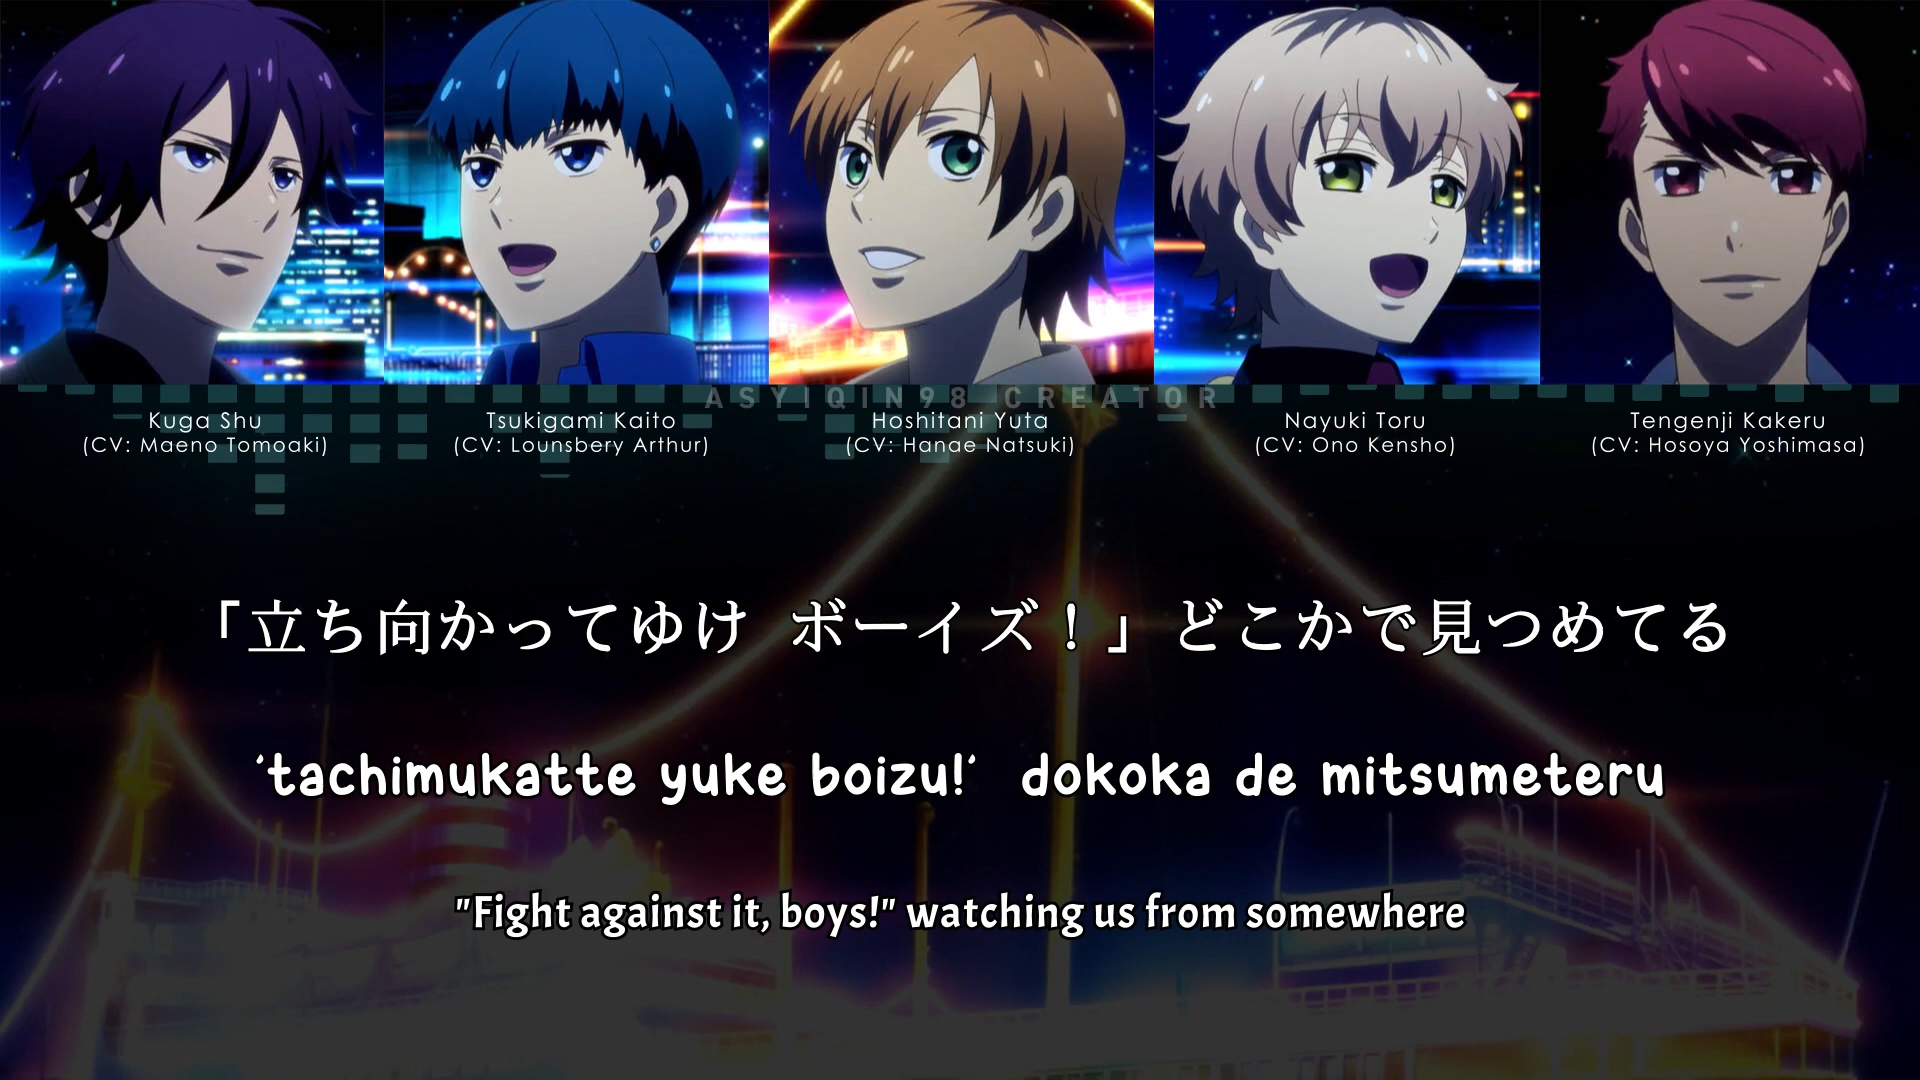 ASYIQIN98 CREATOR
Kuga Shu
(CV: Maeno Tomoaki)
Tsukigami Kaito
(CV: Lounsbery Arthur)
Hoshitani Yuta
(CV: Hanae Natsuki)
Nayuki Toru
(CV: Ono Kensho)
Tengenji Kakeru
(CV: Hosoya Yoshimasa)
「立ち向かってゆけ ボーイズ！」どこかで見つめてる
'tachimukatte yuke boizu!' dokoka de mitsumeteru
"Fight against it, boys!" watching us from somewhere